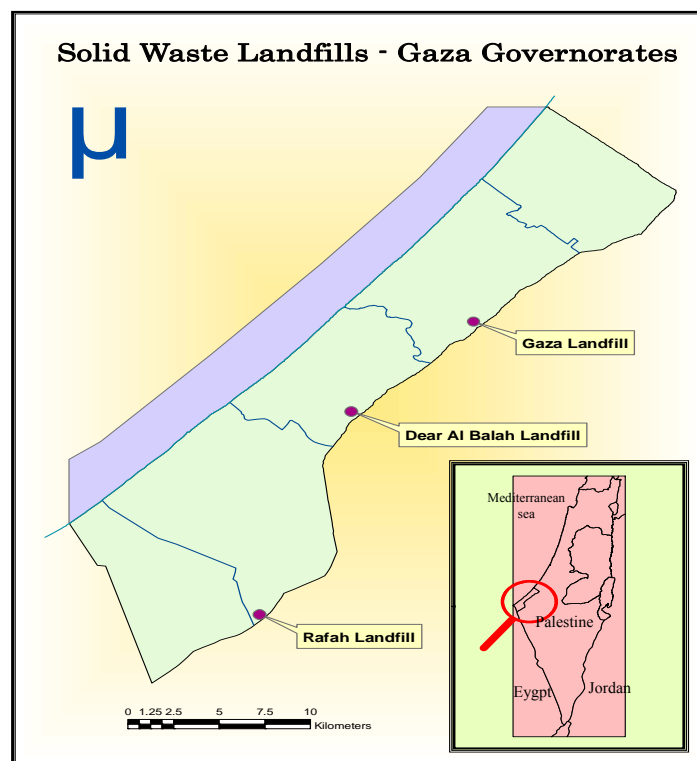 Solid Waste Landfills - Gaza Governorates
µ
Gaza Landfill
Dear Al Balah Landfill
Rafah Landfill
Mediterranean
sea
Palestine
Eygpt
Jordan
0 1.25 2.5 5 7.5 10
Kilometers